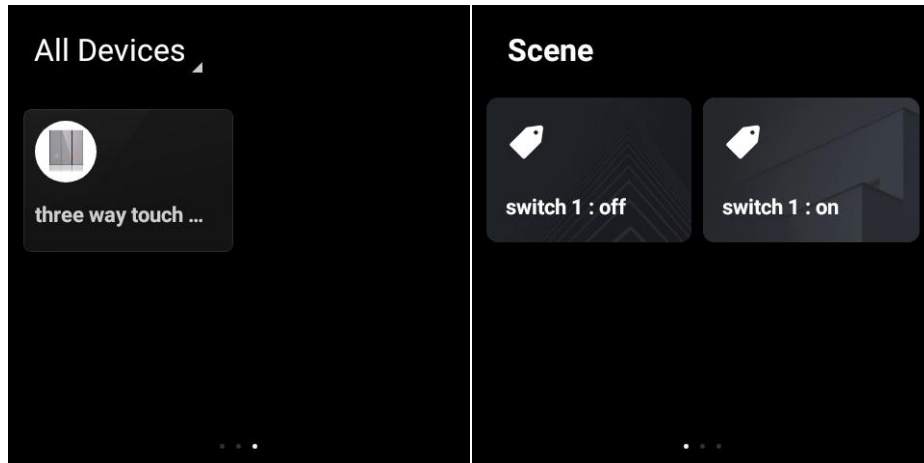 All Devices
three way touch ...
Scene
switch 1 : off
switch 1 : on